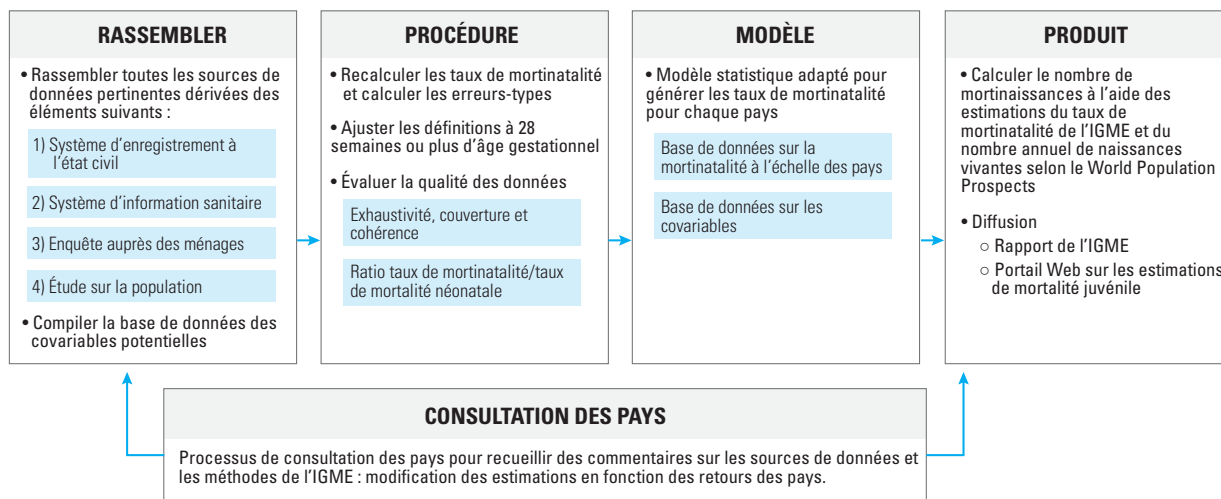 RASSEMBLER
• Rassembler toutes les sources de
données pertinentes dérivées des
éléments suivants :
1) Système d'enregistrement à
l'état civil
2) Système d'information sanitaire
3) Enquête auprès des ménages
4) Étude sur la population
• Compiler la base de données des
covariables potentielles
PROCÉDURE
• Recalculer les taux de mortinatalité
et calculer les erreurs-types
• Ajuster les définitions à 28
semaines ou plus d'âge gestationnel
• Évaluer la qualité des données
Exhaustivité, couverture et
cohérence
Ratio taux de mortinatalité/taux
de mortalité néonatale
MODÈLE
• Modèle statistique adapté pour
générer les taux de mortinatalité
pour chaque pays
Base de données sur la
mortinatalité à l'échelle des pays
Base de données sur les
covariables
PRODUIT
• Calculer le nombre de
mortinaissances à l'aide des
estimations du taux de
mortinatalité de l'IGME et du
nombre annuel de naissances
vivantes selon le World Population
Prospects
• Diffusion
○ Rapport de l'IGME
○ Portail Web sur les estimations
de mortalité juvénile
CONSULTATION DES PAYS
Processus de consultation des pays pour recueillir des commentaires sur les sources de données et
les méthodes de l'IGME : modification des estimations en fonction des retours des pays.